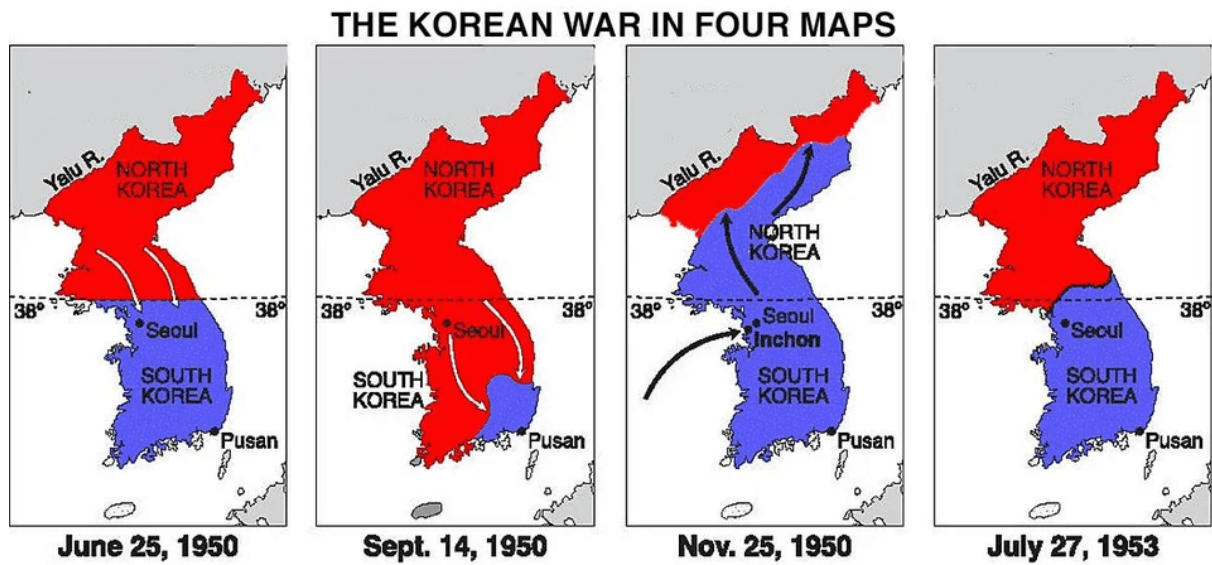 THE KOREAN WAR IN FOUR MAPS
Yalu R.
NORTH
KOREA
38°
38°
Seoul
SOUTH
KOREA
Pusan
June 25, 1950
Yalu R.
NORTH
KOREA
38°
38°
Seoul
SOUTH
KOREA
Pusan
Sept. 14, 1950
Yalu R.
NORTH
KOREA
38°
38°
Seoul
Inchon
SOUTH
KOREA
Pusan
Nov. 25, 1950
Yalu R.
NORTH
KOREA
38°
38°
Seoul
SOUTH
KOREA
Pusan
July 27, 1953